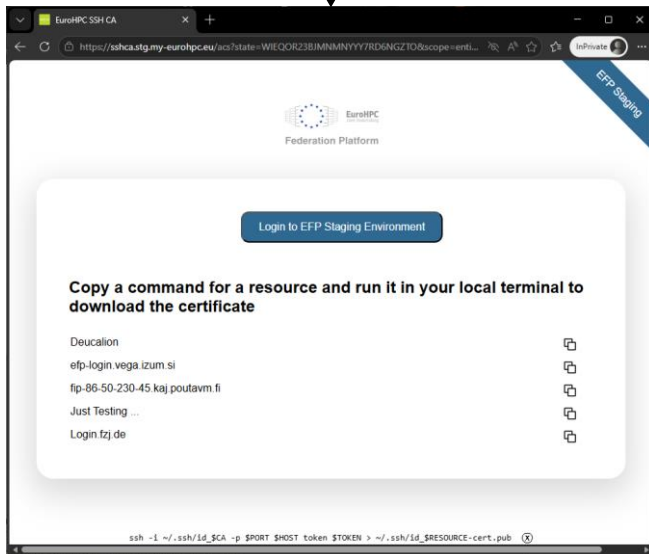 EuroHPC SSH CA
https://sshca.stg.my-eurohpc.eu/acs?state=WIEQOR23BJMNMNYYY7RD6NGZTO&scope=enti...
InPrivate
EFP Staging
EuroHPC
Federation Platform
Login to EFP Staging Environment
Copy a command for a resource and run it in your local terminal to
download the certificate
Deucalion
efp-login.vega.izum.si
fip-86-50-230-45.kaj.poutavm.fi
Just Testing ...
Login.fzj.de
ssh -i ~/.ssh/id_$CA -p $PORT $HOST token $TOKEN > ~/.ssh/id_$RESOURCE-cert.pub